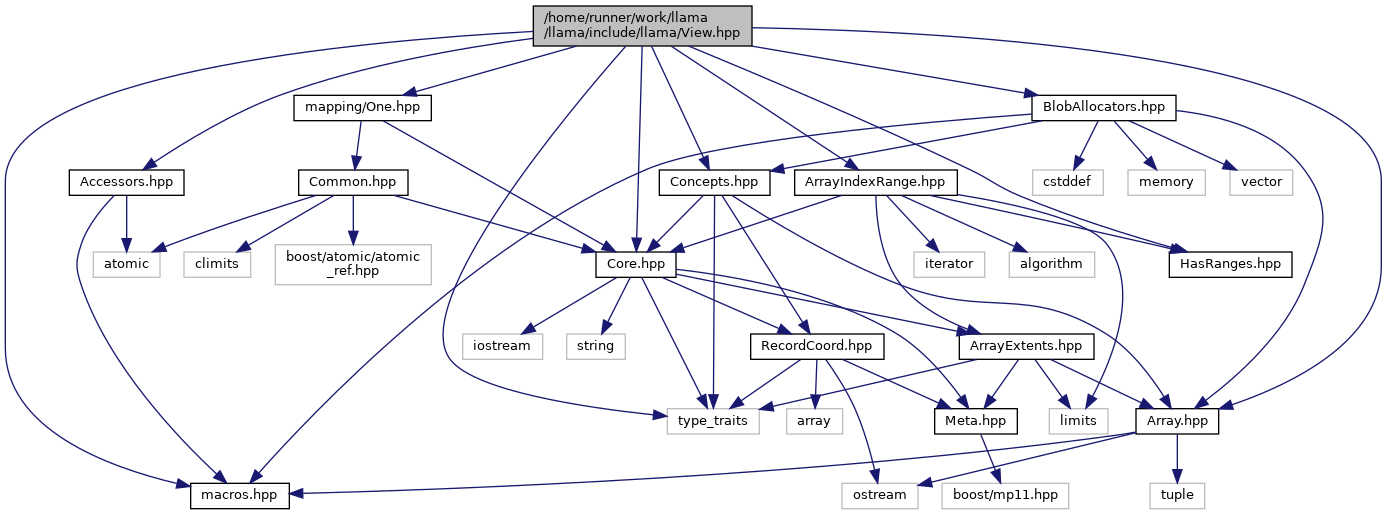 /home/runner/work/llama
/llama/include/llama/View.hpp
mapping/One.hpp
BlobAllocators.hpp
Accessors.hpp
Common.hpp
Concepts.hpp
ArrayIndexRange.hpp
cstddef
memory
vector
atomic
climits
boost/atomic/atomic
_ref.hpp
Core.hpp
iterator
algorithm
HasRanges.hpp
iostream
string
RecordCoord.hpp
ArrayExtents.hpp
type_traits
array
Meta.hpp
limits
Array.hpp
macros.hpp
ostream
boost/mp11.hpp
tuple